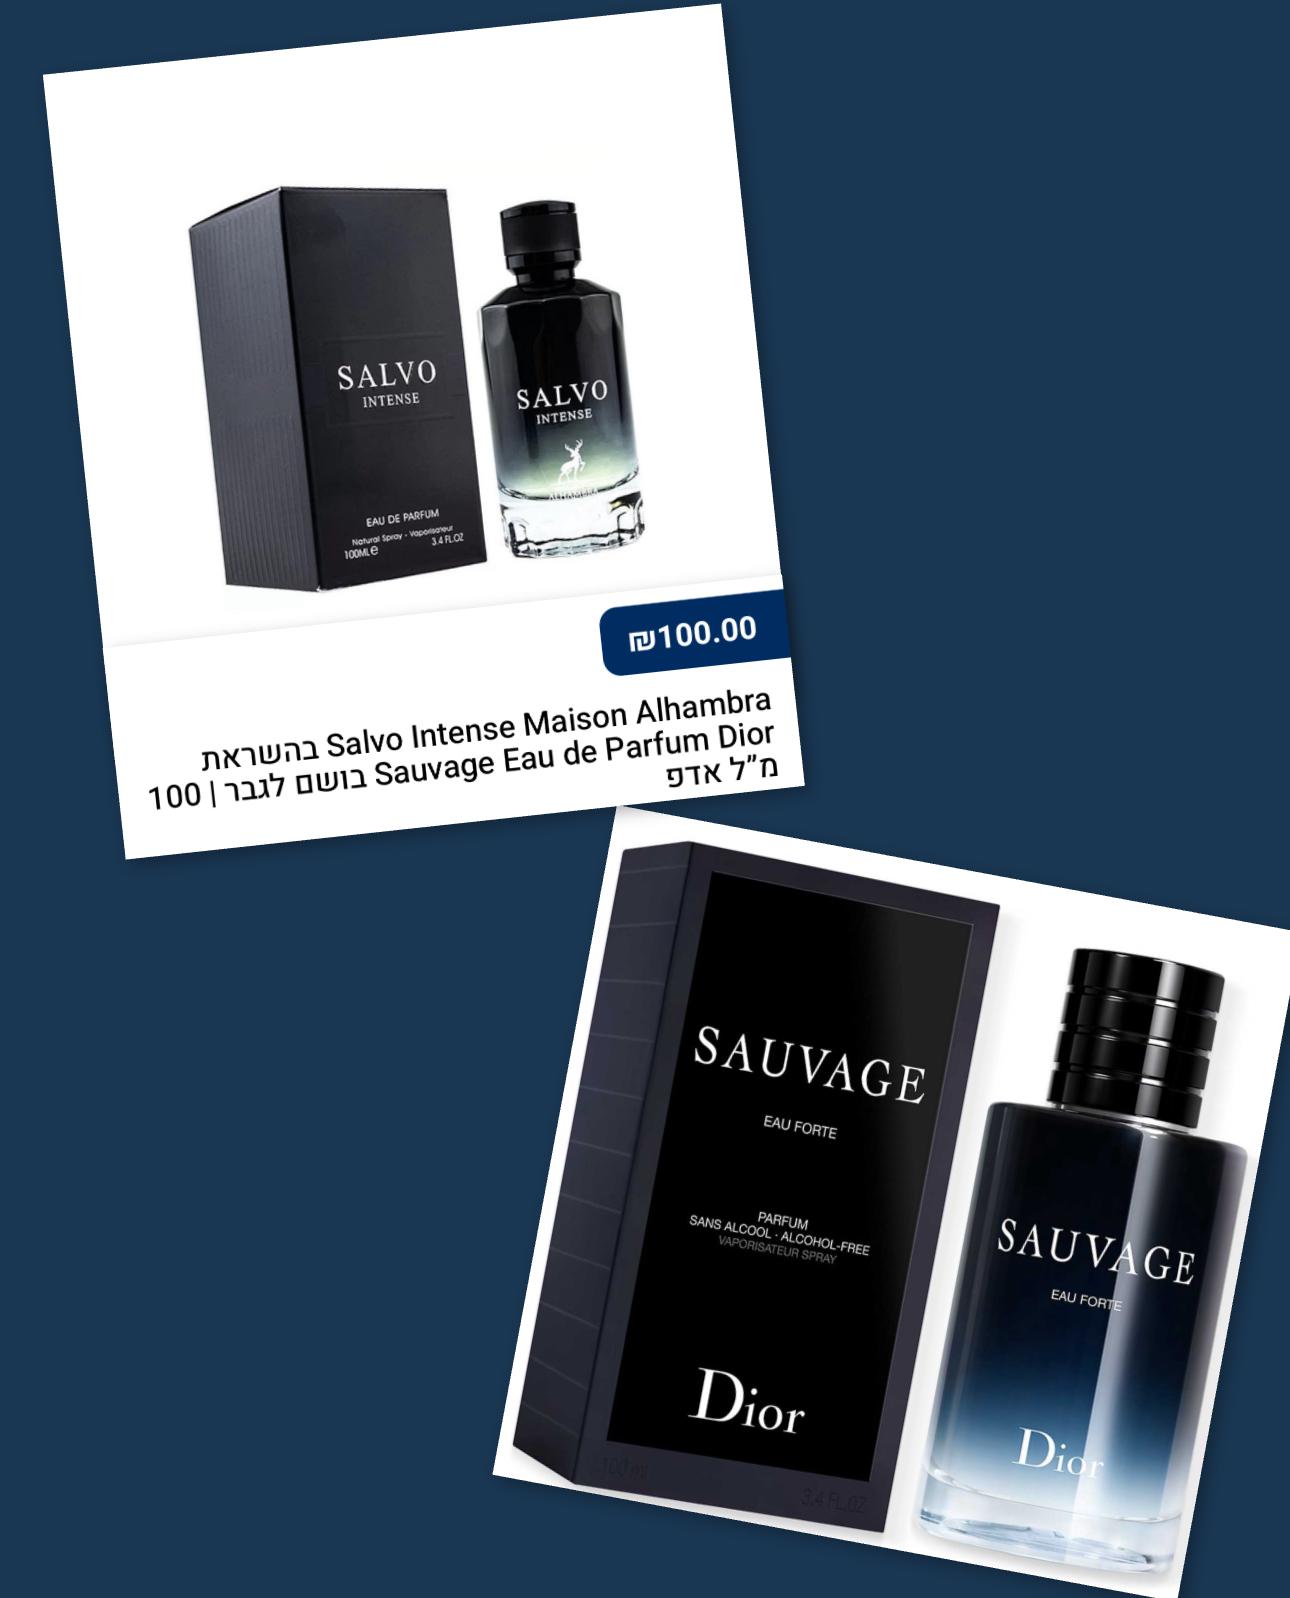 SALVO
INTENSE
EAU DE PARFUM
Natural Spray - Vaporisateur
100ML e 3.4 FL.OZ
SALVO
INTENSE
ALHAMBRA
₪100.00
Salvo Intense Maison Alhambra בהשראת
Sauvage Eau de Parfum Dior בושם לגבר | 100
מ”ל אדפ
SAUVAGE
EAU FORTE
PARFUM
SANS ALCOOL · ALCOHOL-FREE
VAPORISATEUR SPRAY
Dior
100 ml 3.4 FL.OZ
SAUVAGE
EAU FORTE
Dior